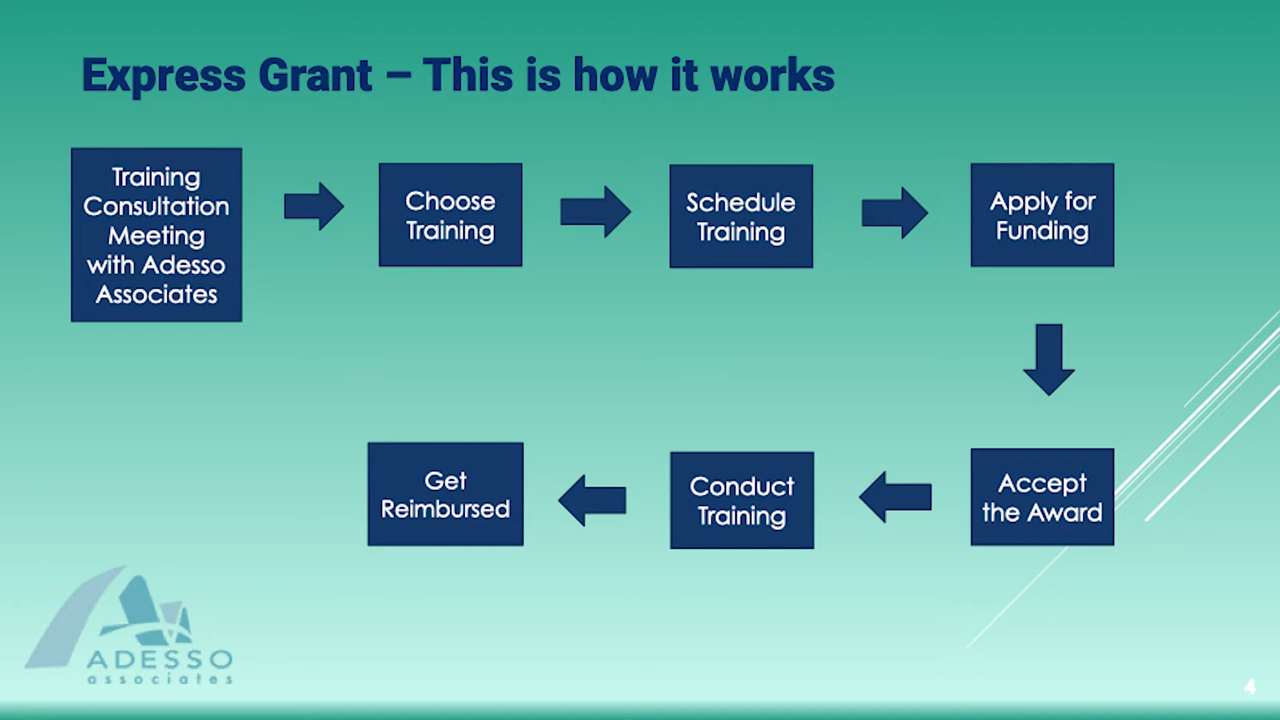 Express Grant – This is how it works
Training
Consultation
Meeting
with Adesso
Associates
Choose
Training
Schedule
Training
Apply for
Funding
Accept
the Award
Conduct
Training
Get
Reimbursed
ADESSO
associates
4